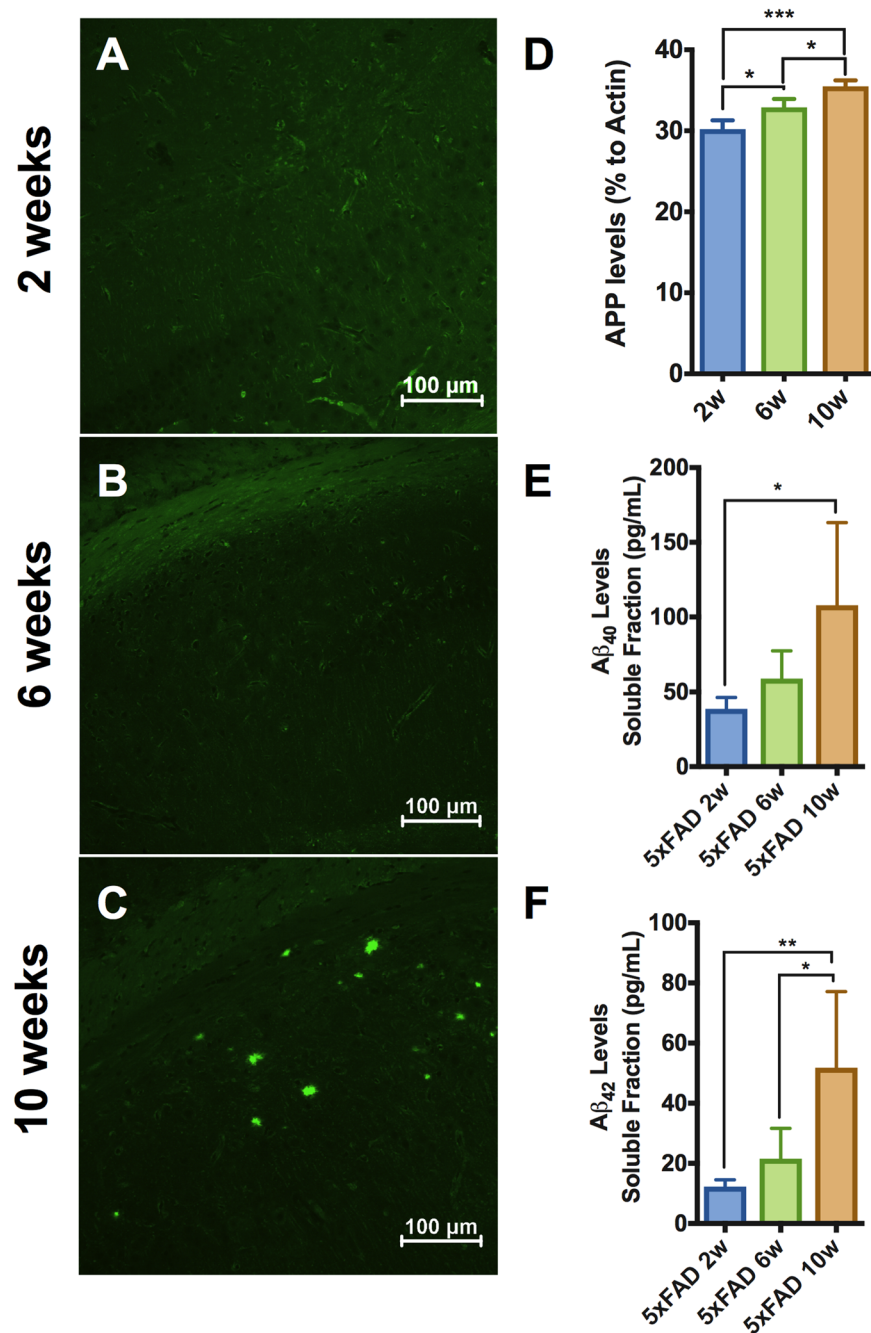 2 weeks
A
100 µm
6 weeks
B
100 µm
10 weeks
C
100 µm
D
APP levels (% to Actin)
40
30
20
10
0
***
*
*
2w
6w
10w
E
Aβ40 Levels
Soluble Fraction (pg/mL)
200
150
100
50
0
*
5xFAD 2w
5xFAD 6w
5xFAD 10w
F
Aβ42 Levels
Soluble Fraction (pg/mL)
100
80
60
40
20
0
**
*
5xFAD 2w
5xFAD 6w
5xFAD 10w